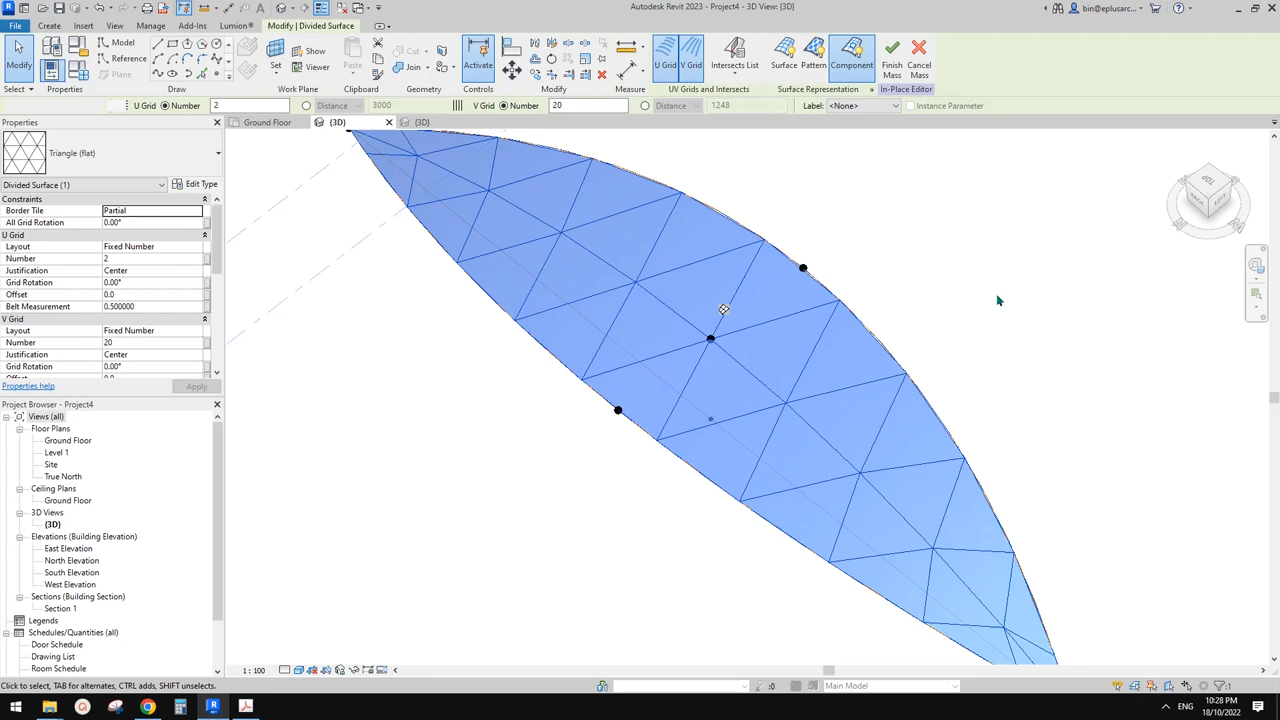 Autodesk Revit 2023 - Project4 - 3D View: {3D}
bin@eplusarc...
File Create Insert View Manage Add-Ins Lumion® Modify | Divided Surface
Modify
Material
Reference
Plane
Set
Show
Viewer
Paste
Cut
Join
Activate
U Grid V Grid Intersects List
Surface Pattern Component
Finish Mass Cancel Mass
Select Properties Draw Work Plane Clipboard Geometry Controls Modify Measure UV Grids and Intersects Surface Representation In-Place Editor
U Grid Number 2 Distance 3000 V Grid Number 20 Distance 1248 Label: <None> Instance Parameter
Properties
Ground Floor {3D} {3D}
Triangle (flat)
Divided Surface (1) Edit Type
Constraints
Border Tile Partial
All Grid Rotation 0.00°
U Grid
Layout Fixed Number
Number 2
Justification Center
Grid Rotation 0.00°
Offset 0.0
Belt Measurement 0.500000
V Grid
Layout Fixed Number
Number 20
Justification Center
Grid Rotation 0.00°
Properties help Apply
Project Browser - Project4
Views (all)
Floor Plans
Ground Floor
Level 1
Site
True North
Ceiling Plans
Ground Floor
3D Views
{3D}
Elevations (Building Elevation)
East Elevation
North Elevation
South Elevation
West Elevation
Sections (Building Section)
Section 1
Legends
Schedules/Quantities (all)
Door Schedule
Drawing List
Room Schedule
TOP
BACK
LEFT
1 : 100
Click to select, TAB for alternates, CTRL adds, SHIFT unselects.
:0
Main Model
:1
ENG
10:28 PM
18/10/2022